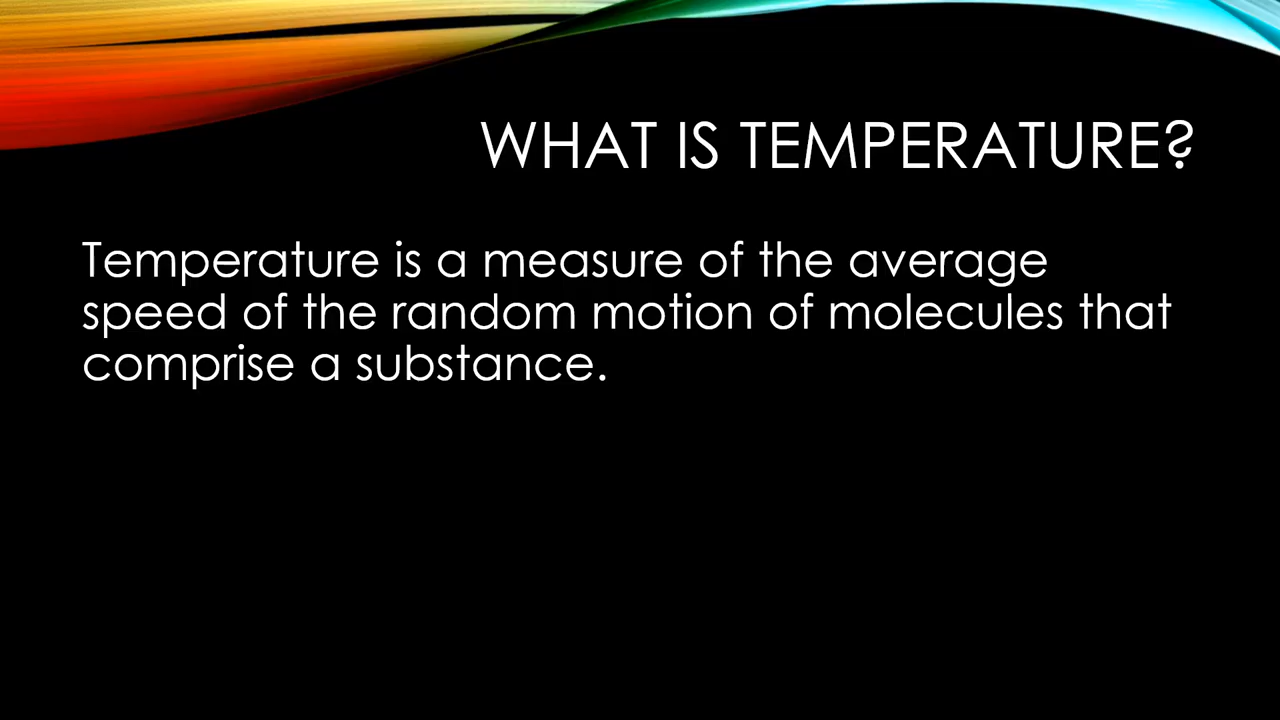 WHAT IS TEMPERATURE?
Temperature is a measure of the average
speed of the random motion of molecules that
comprise a substance.